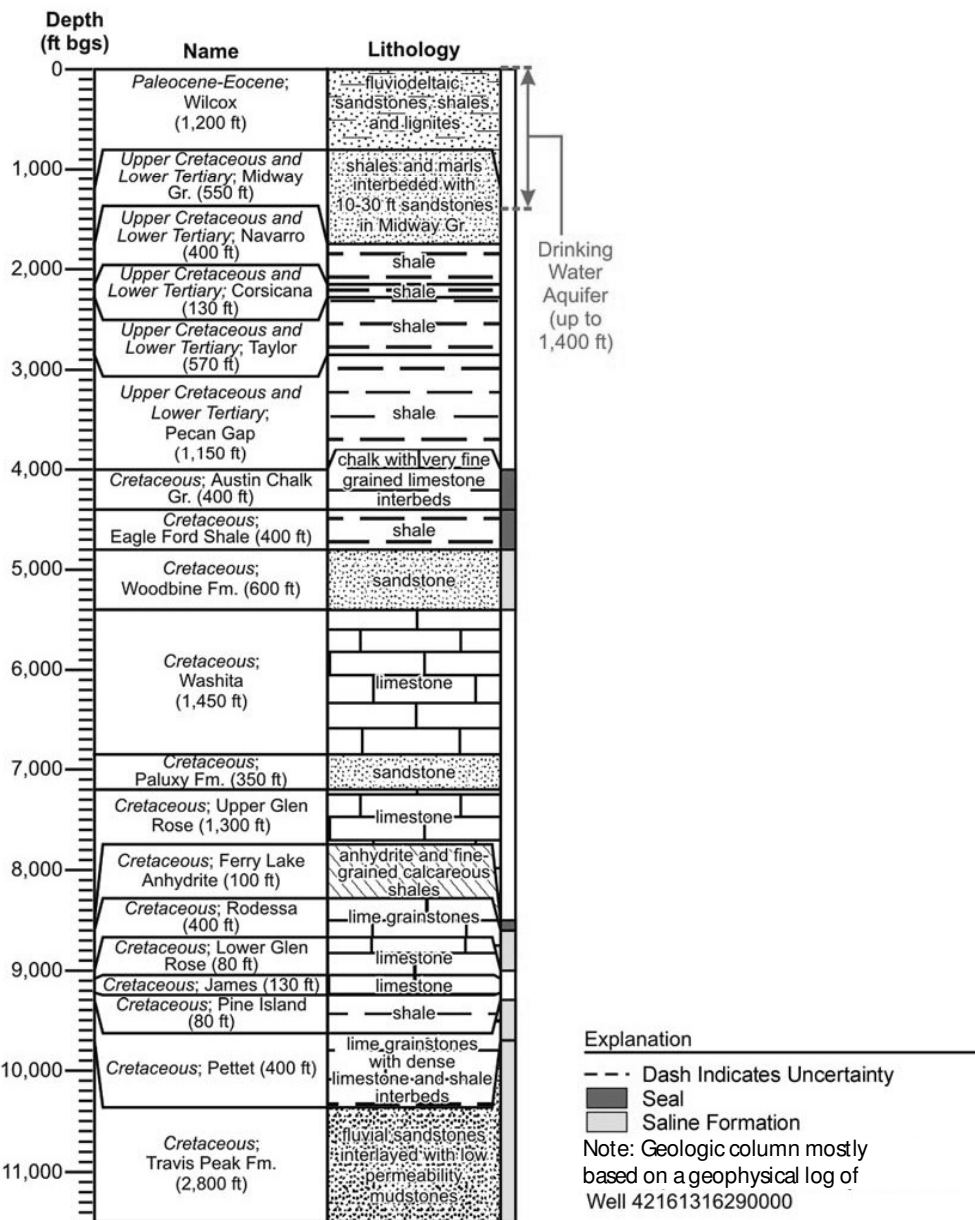 Depth
(ft bgs)
Name
Lithology
0
Paleocene-Eocene;
Wilcox
(1,200 ft)
fluviodeltaic
sandstones, shales,
and lignites
1,000
Upper Cretaceous and
Lower Tertiary; Midway
Gr. (550 ft)
shales and marls
interbeded with
10-30 ft sandstones
in Midway Gr.
Upper Cretaceous and
Lower Tertiary; Navarro
(400 ft)
2,000
shale
Upper Cretaceous and
Lower Tertiary; Corsicana
(130 ft)
shale
Upper Cretaceous and
Lower Tertiary; Taylor
(570 ft)
shale
3,000
Upper Cretaceous and
Lower Tertiary;
Pecan Gap
(1,150 ft)
shale
4,000
Cretaceous; Austin Chalk
Gr. (400 ft)
chalk with very fine
grained limestone
interbeds
Cretaceous;
Eagle Ford Shale (400 ft)
shale
5,000
Cretaceous;
Woodbine Fm. (600 ft)
sandstone
6,000
Cretaceous;
Washita
(1,450 ft)
limestone
7,000
Cretaceous;
Paluxy Fm. (350 ft)
sandstone
Cretaceous; Upper Glen
Rose (1,300 ft)
limestone
8,000
Cretaceous; Ferry Lake
Anhydrite (100 ft)
anhydrite and fine-
grained calcareous
shales
Cretaceous; Rodessa
(400 ft)
lime grainstones
9,000
Cretaceous; Lower Glen
Rose (80 ft)
limestone
Cretaceous; James (130 ft)
limestone
Cretaceous; Pine Island
(80 ft)
shale
10,000
Cretaceous; Pettet (400 ft)
lime grainstones
with dense
limestone and shale
interbeds
11,000
Cretaceous;
Travis Peak Fm.
(2,800 ft)
fluvial sandstones
interlayed with low
permeability
mudstones
Drinking
Water
Aquifer
(up to
1,400 ft)
Explanation
Dash Indicates Uncertainty
Seal
Saline Formation
Note: Geologic column mostly
based on a geophysical log of
Well 42161316290000